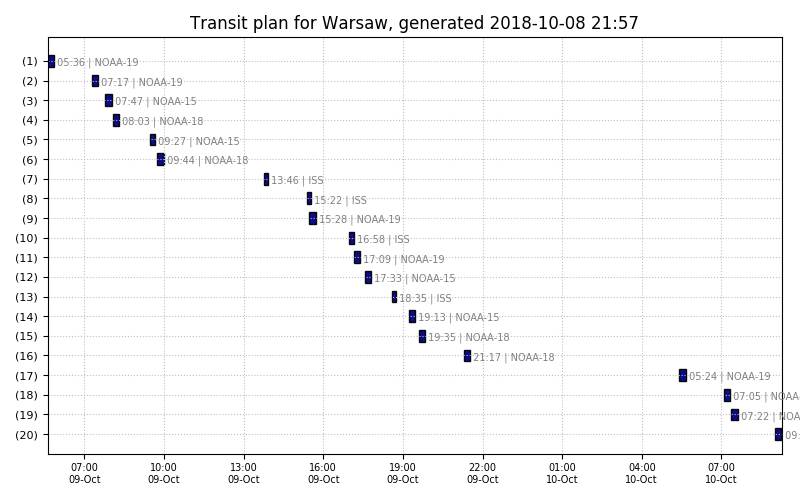 Transit plan for Warsaw, generated 2018-10-08 21:57
(1) 05:36 | NOAA-19
(2) 07:17 | NOAA-19
(3) 07:47 | NOAA-15
(4) 08:03 | NOAA-18
(5) 09:27 | NOAA-15
(6) 09:44 | NOAA-18
(7) 13:46 | ISS
(8) 15:22 | ISS
(9) 15:28 | NOAA-19
(10) 16:58 | ISS
(11) 17:09 | NOAA-19
(12) 17:33 | NOAA-15
(13) 18:35 | ISS
(14) 19:13 | NOAA-15
(15) 19:35 | NOAA-18
(16) 21:17 | NOAA-18
(17) 05:24 | NOAA-19
(18) 07:05 | NOAA-
(19) 07:22 | NOA
(20) 09:
07:00 10:00 13:00 16:00 19:00 22:00 01:00 04:00 07:00
09-Oct 09-Oct 09-Oct 09-Oct 09-Oct 09-Oct 10-Oct 10-Oct 10-Oct